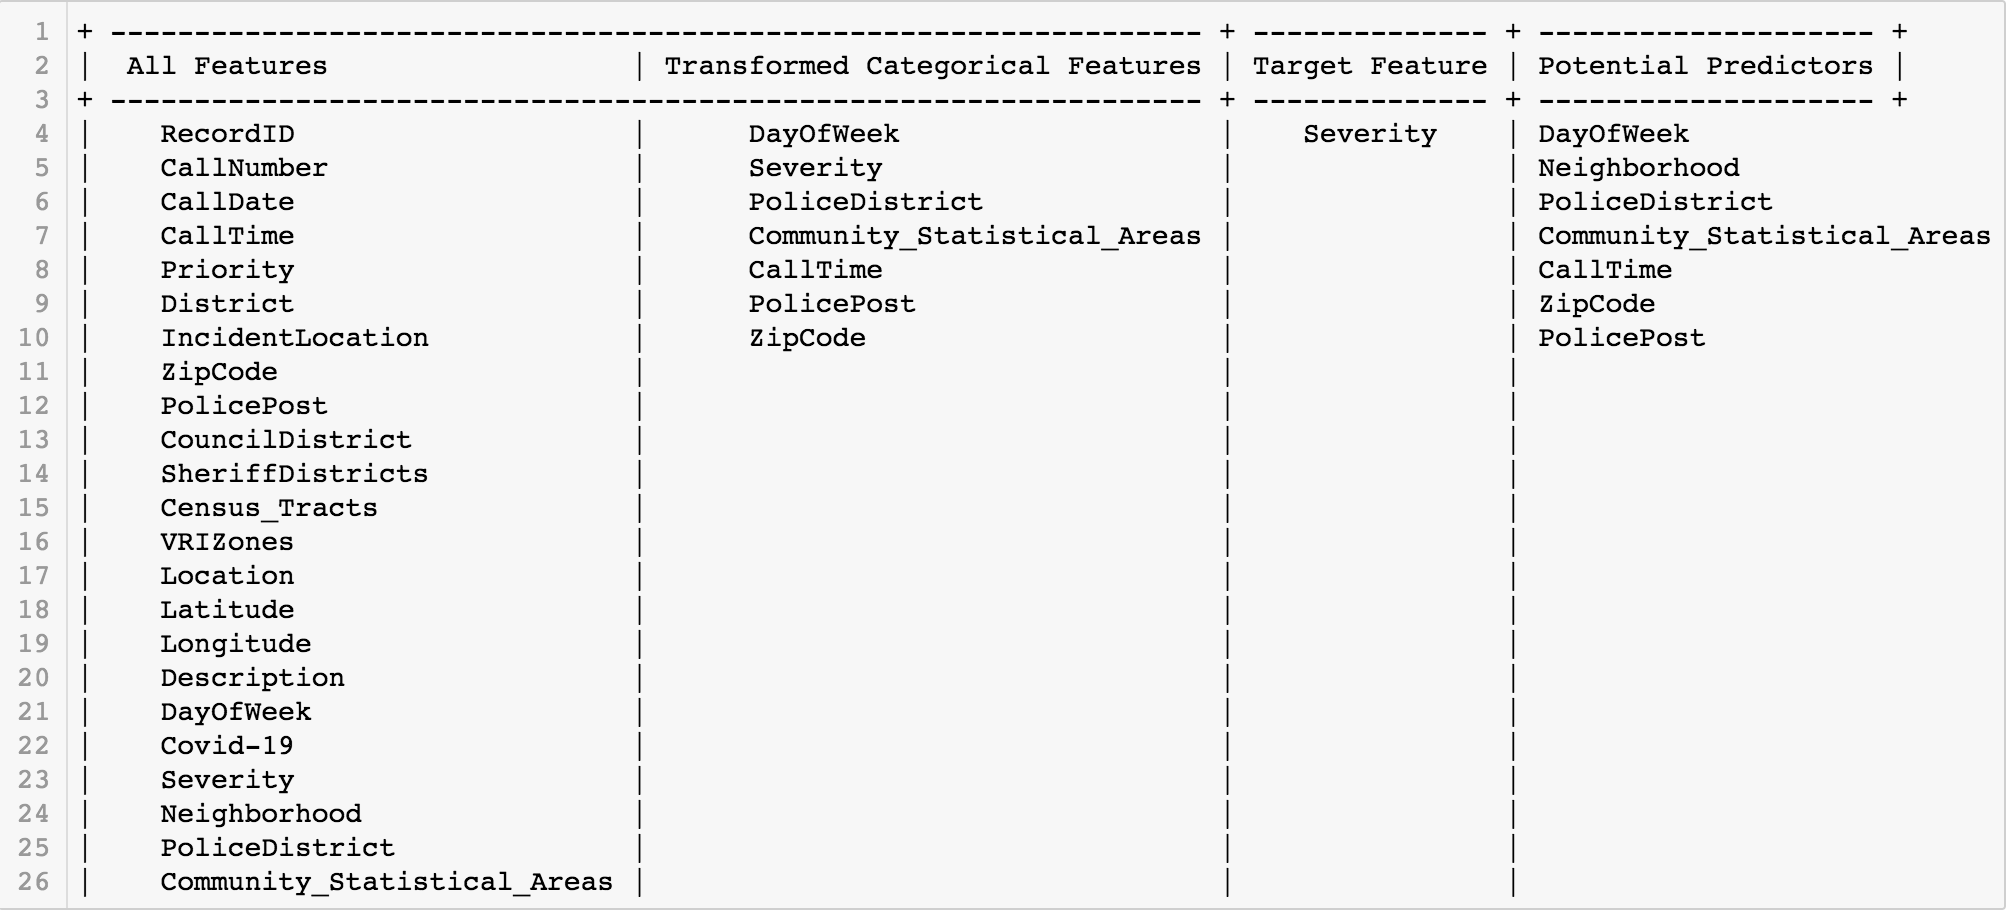 1 + ----------------------------------------------------------------- + -------------- + -------------------- +
2 | All Features | Transformed Categorical Features | Target Feature | Potential Predictors |
3 + ----------------------------------------------------------------- + -------------- + -------------------- +
4 | RecordID | DayOfWeek | Severity | DayOfWeek
5 | CallNumber | Severity | | Neighborhood
6 | CallDate | PoliceDistrict | | PoliceDistrict
7 | CallTime | Community_Statistical_Areas | | Community_Statistical_Areas
8 | Priority | CallTime | | CallTime
9 | District | PolicePost | | ZipCode
10 | IncidentLocation | ZipCode | | PolicePost
11 | ZipCode | | |
12 | PolicePost | | |
13 | CouncilDistrict | | |
14 | SheriffDistricts | | |
15 | Census_Tracts | | |
16 | VRIZones | | |
17 | Location | | |
18 | Latitude | | |
19 | Longitude | | |
20 | Description | | |
21 | DayOfWeek | | |
22 | Covid-19 | | |
23 | Severity | | |
24 | Neighborhood | | |
25 | PoliceDistrict | | |
26 | Community_Statistical_Areas | | |